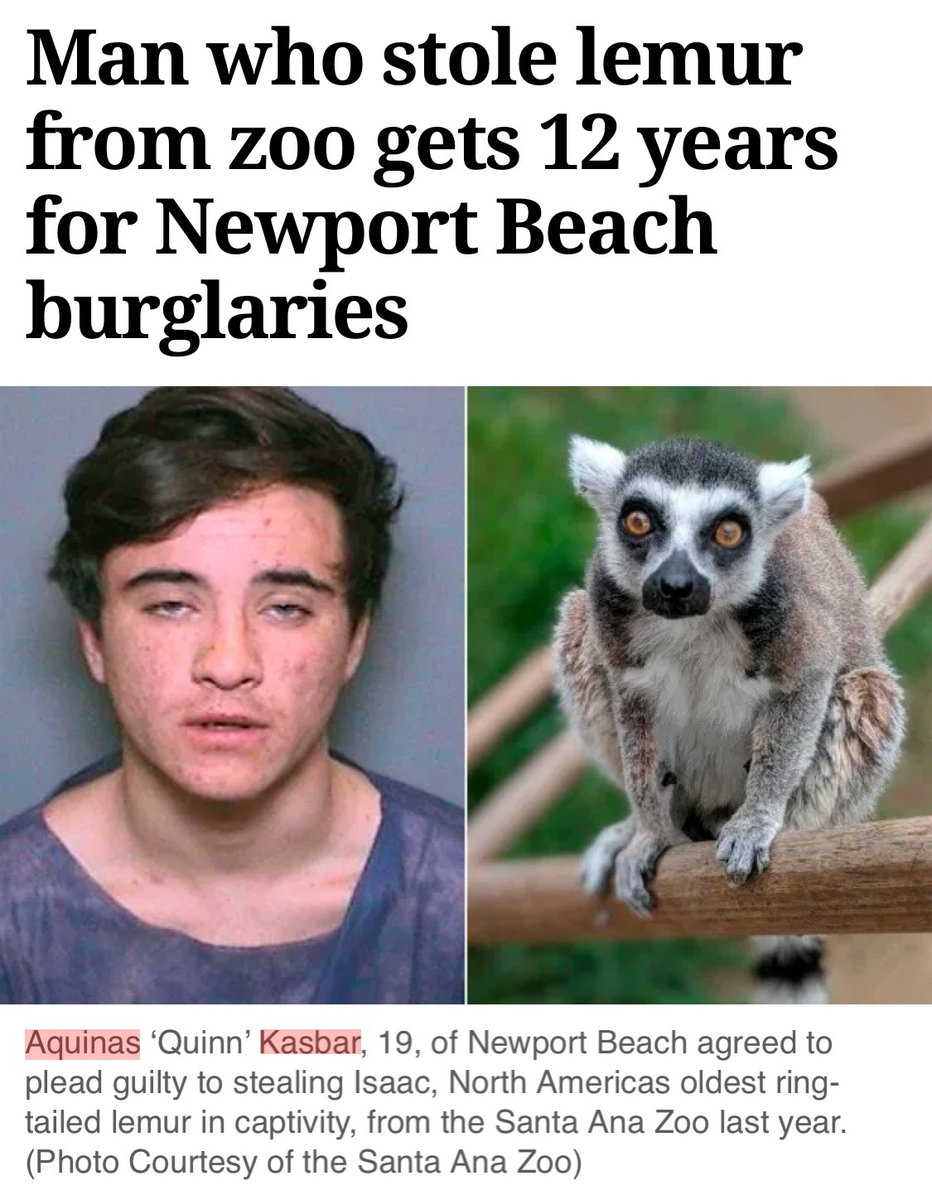 Man who stole lemur
from zoo gets 12 years
for Newport Beach
burglaries
Aquinas ‘Quinn’ Kasbar, 19, of Newport Beach agreed to
plead guilty to stealing Isaac, North Americas oldest ring-
tailed lemur in captivity, from the Santa Ana Zoo last year.
(Photo Courtesy of the Santa Ana Zoo)